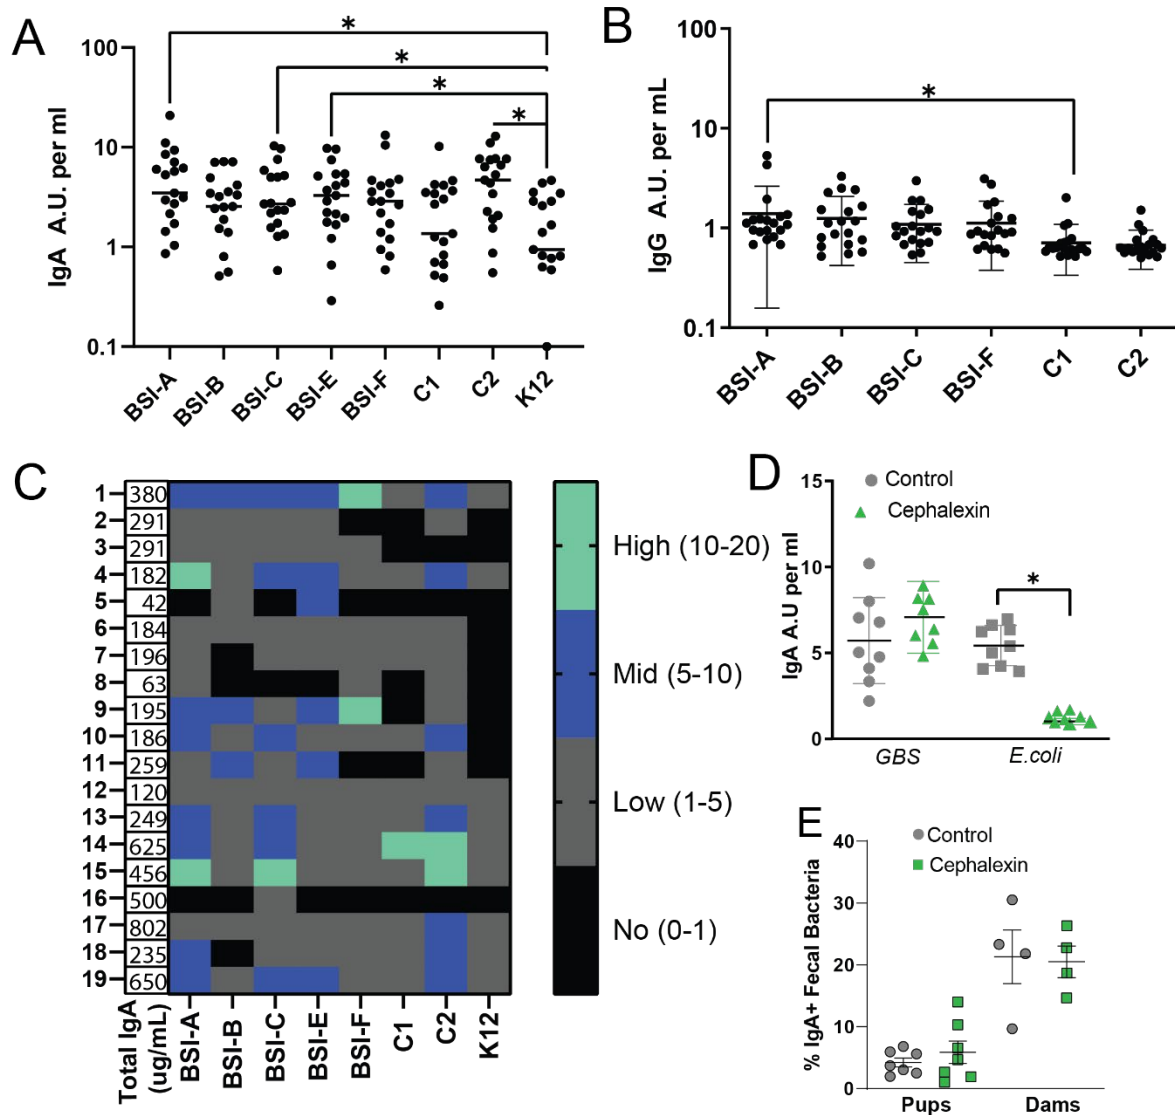 A
IgA A.U. per ml
100
10
1
0.1
*
*
*
*
BSI-A
BSI-B
BSI-C
BSI-E
BSI-F
C1
C2
K12
B
IgG A.U. per mL
100
10
1
0.1
*
BSI-A
BSI-B
BSI-C
BSI-F
C1
C2
C
1 380
2 291
3 291
4 182
5 42
6 184
7 196
8 63
9 195
10 186
11 259
12 120
13 249
14 625
15 456
16 500
17 802
18 235
19 650
Total IgA
(ug/mL)
BSI-A
BSI-B
BSI-C
BSI-E
BSI-F
C1
C2
K12
High (10-20)
Mid (5-10)
Low (1-5)
No (0-1)
D
Control
Cephalexin
IgA A.U per ml
15
10
5
0
*
GBS
E.coli
E
Control
Cephalexin
% IgA+ Fecal Bacteria
40
30
20
10
0
Pups
Dams